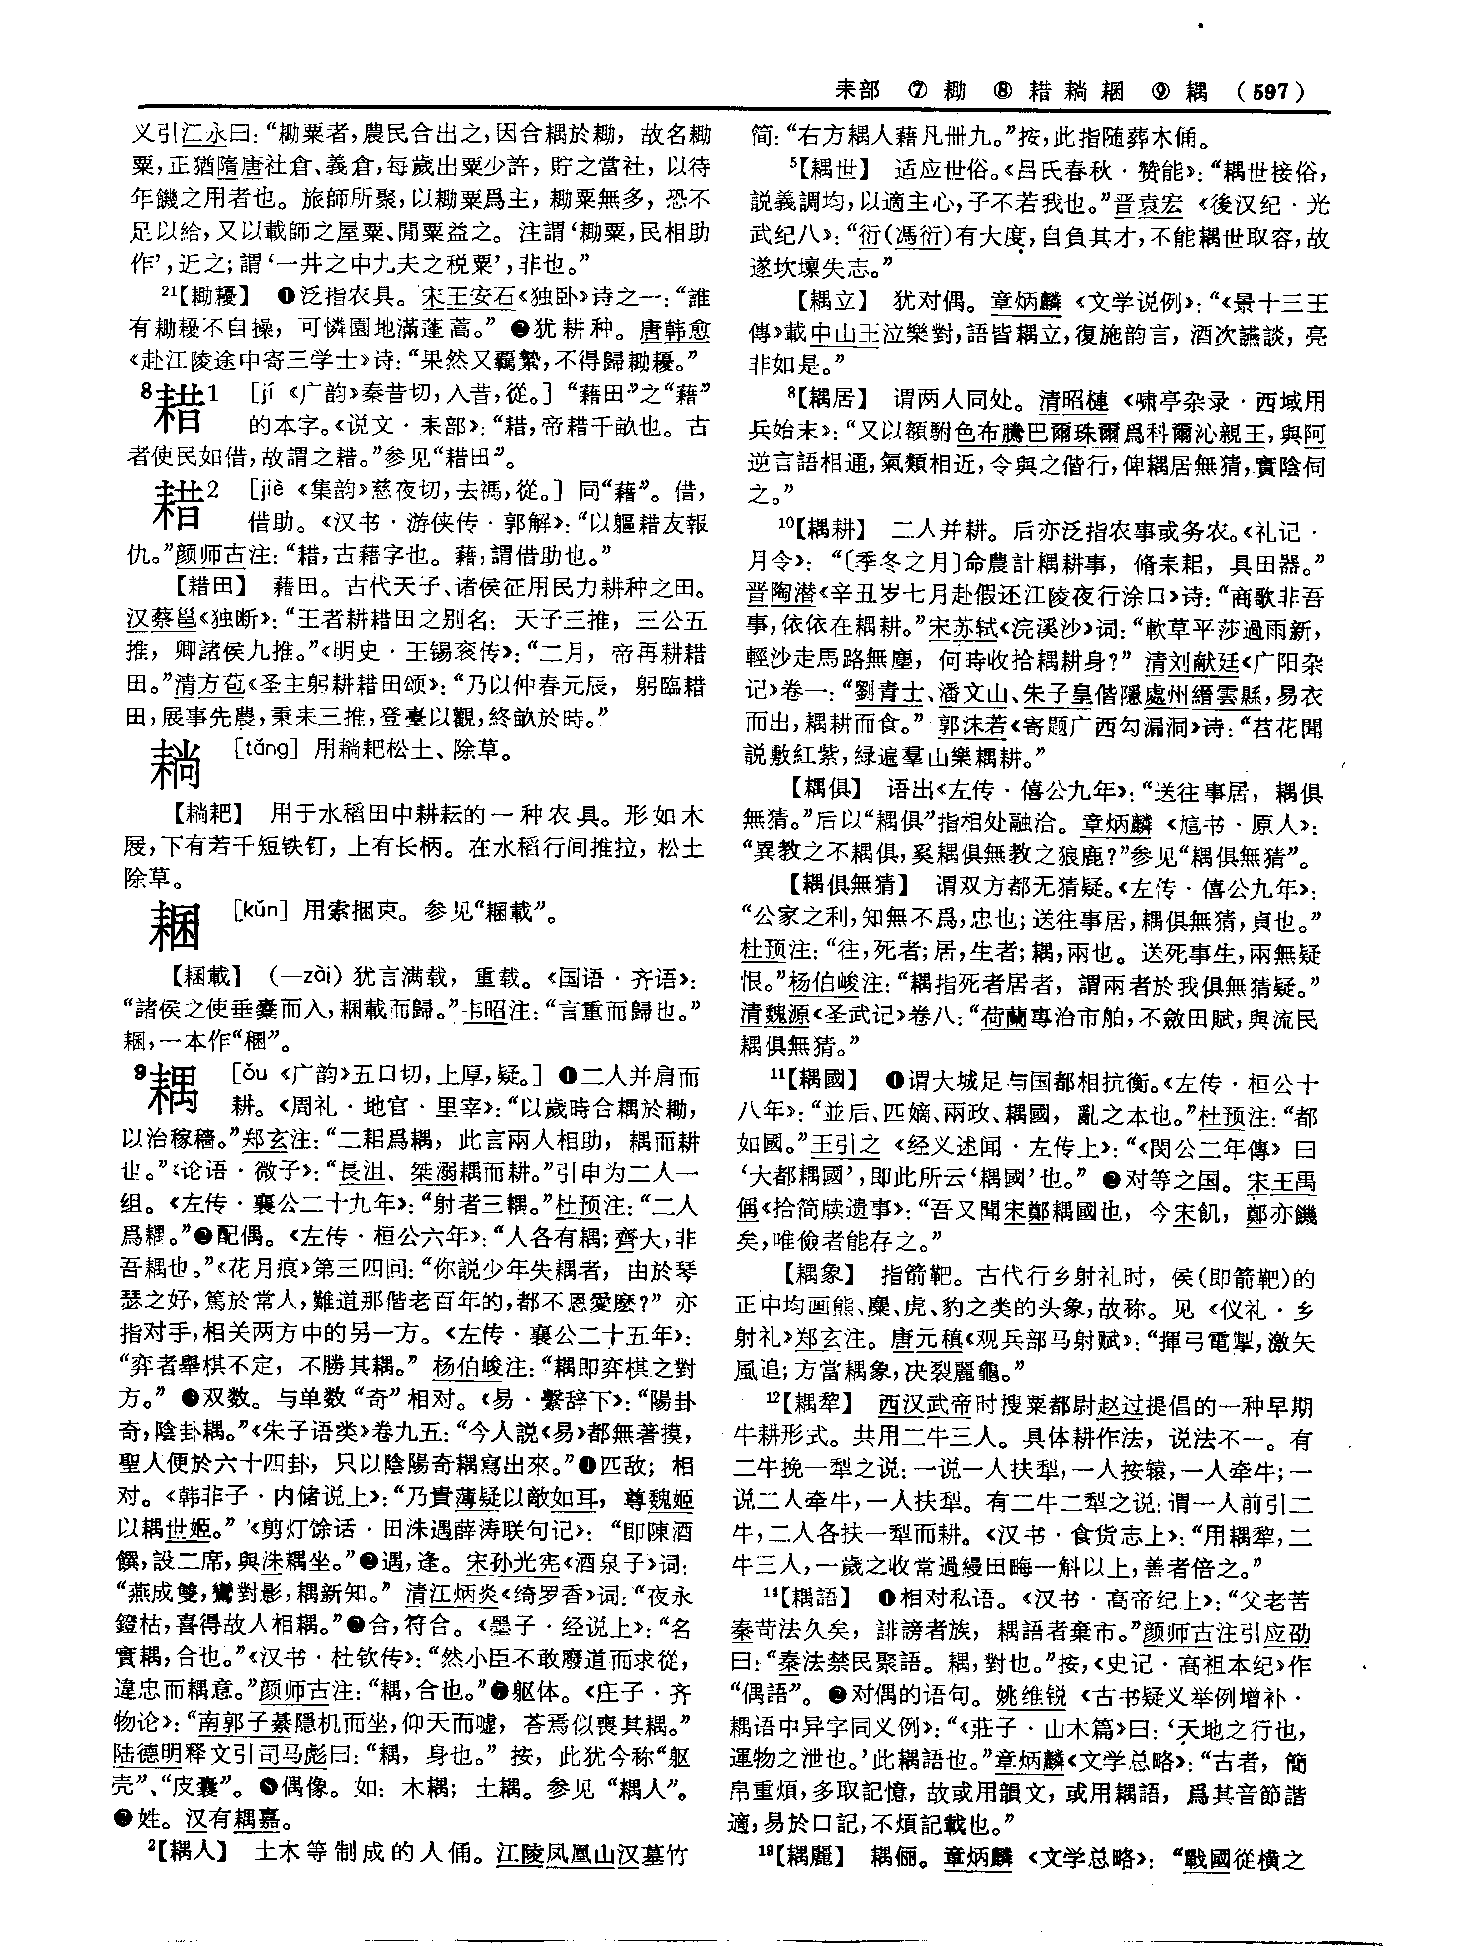 耒部 ⑦ 耡 ⑧ 耤 耥 稇 ⑨ 耦 (597)
义引江永曰:“耡粟者,農民合出之,因合耦於耡, 故名耡
粟,正猶隋唐社倉、義倉,每歲出粟少許, 貯之當社, 以待
年饑之用者也。旅師所聚,以耡粟爲主, 耡粟無多, 恐不
足以給,又以載師之屋粟、閒粟益之。注謂‘耡粟,民相助
作’,迂之;謂‘一井之中九夫之税粟’,非也。”
21【耡耰】 ❶泛指农具。宋王安石《独卧》诗之一:“誰
有耡耰不自操, 可憐園地滿蓬蒿。” ❷犹耕种。唐韩愈
《赴江陵途中寄三学士》诗:“果然又羈縶,不得歸耡耰。”
8耤1 [jí 《广韵》秦昔切,入昔,從。] “藉田”之“藉”
的本字。《说文·耒部》:“耤,帝耤千畝也。古
者使民如借,故謂之耤。”参见“耤田”。
耤2 [jiè 《集韵》慈夜切,去禡,從。] 同“藉”。借,
借助。《汉书·游侠传·郭解》:“以軀耤友報
仇。”颜师古注:“耤,古藉字也。藉,謂借助也。”
【耤田】 藉田。古代天子、诸侯征用民力耕种之田。
汉蔡邕《独断》:“王者耕耤田之别名: 天子三推, 三公五
推, 卿諸侯九推。”《明史·王锡衮传》:“二月, 帝再耕耤
田。”清方苞《圣主躬耕耤田颂》:“乃以仲春元辰, 躬臨耤
田,展事先農,秉耒三推,登臺以觀,終畝於時。”
耥 [tǎng] 用耥耙松土、除草。
【耥耙】 用于水稻田中耕耘的一种农具。形如木
屐,下有若干短铁钉, 上有长柄。在水稻行间推拉, 松土
除草。
[kǔn] 用索捆束。参见“䅚載”。
(—zài) 犹言满载, 重载。《国语·齐语》:
“諸侯之使垂櫜而入,稇載而歸。”韦昭注:“言重而歸也。”
一本作“稇”。
9耦 [ǒu 《广韵》五口切,上厚,疑。] ❶二人并肩而
耕。《周礼·地官·里宰》:“以歲時合耦於耡,
以治稼穡。”郑玄注:“二耜爲耦, 此言兩人相助, 耦而耕
也。”《论语·微子》:“長沮、桀溺耦而耕。”引申为二人一
组。《左传·襄公二十九年》:“射者三耦。”杜预注:“二人
爲耦。”❷配偶。《左传·桓公六年》:“人各有耦;齊大,非
吾耦也。”《花月痕》第三四回:“你説少年失耦者, 由於琴
瑟之好,篤於常人,難道那偕老百年的,都不恩愛麽?” 亦
指对手,相关两方中的另一方。《左传·襄公二十五年》:
“弈者舉棋不定, 不勝其耦。” 杨伯峻注:“耦即弈棋之對
方。” ❸双数。与单数“奇”相对。《易·繫辞下》:“陽卦
奇,陰卦耦。”《朱子语类》卷九五:“今人説《易》都無著摸,
聖人便於六十四卦, 只以陰陽奇耦寫出來。”❹匹敌; 相
对。《韩非子·内储说上》:“乃貴薄疑以敵如耳, 尊魏姬
以耦世姬。” 《剪灯馀话·田洙遇薛涛联句记》: “即陳酒
饌,設二席,與洙耦坐。”❺遇,逢。宋孙光宪《酒泉子》词:
“燕成雙,鸞對影,耦新知。” 清江炳炎《绮罗香》词:“夜永
鐙枯,喜得故人相耦。”❻合,符合。《墨子·经说上》:“名
實耦,合也。”《汉书·杜钦传》:“然小臣不敢廢道而求從,
違忠而耦意。”颜师古注:“耦,合也。”❼躯体。《庄子·齐
物论》:“南郭子綦隱机而坐,仰天而嘘, 荅焉似喪其耦。”
陆德明释文引司马彪曰:“耦, 身也。” 按, 此犹今称“躯
壳”、“皮囊”。❽偶像。如: 木耦; 土耦。参见“耦人”。
❾姓。汉有耦嘉。
2【耦人】 土木等制成的人俑。江陵凤凰山汉墓竹
简:“右方耦人藉凡卌九。”按,此指随葬木俑。
5【耦世】 适应世俗。《吕氏春秋·赞能》:“耦世接俗,
説義調均,以適主心,子不若我也。”晋袁宏《後汉纪·光
武纪八》:“衍(馮衍)有大度,自負其才,不能耦世取容,故
遂坎壈失志。”
【耦立】 犹对偶。章炳麟《文学说例》:“《景十三王
傳》載中山王泣樂對,語皆耦立,復施韵言, 酒次讌談, 亮
非如是。”
8【耦居】 谓两人同处。清昭槤《啸亭杂录·西域用
兵始末》:“又以額駙色布騰巴爾珠爾爲科爾沁親王,與阿
逆言語相通,氣類相近,令與之偕行,俾耦居無猜,實陰伺
之。”
10【耦耕】 二人并耕。后亦泛指农事或务农。《礼记·
月令》: “〔季冬之月〕命農計耦耕事, 脩耒耜, 具田器。”
晋陶潜《辛丑岁七月赴假还江陵夜行涂口》诗:“商歌非吾
事,依依在耦耕。”宋苏轼《浣溪沙》词:“軟草平莎過雨新,
輕沙走馬路無塵, 何時收拾耦耕身?” 清刘献廷《广阳杂
记》卷一:“劉青士、潘文山、朱子皇偕隱處州縉雲縣,易衣
而出,耦耕而食。” 郭沫若《寄题广西勾漏洞》诗:“苔花聞
説敷紅紫,緑遍羣山樂耦耕。”
【耦俱】 语出《左传·僖公九年》:“送往事居, 耦俱
無猜。”后以“耦俱”指相处融洽。章炳麟《訄书·原人》:
“異教之不耦俱,奚耦俱無教之狼鹿?”参见“耦俱無猜”。
【耦俱無猜】 谓双方都无猜疑。《左传·僖公九年》:
“公家之利,知無不爲,忠也;送往事居,耦俱無猜,貞也。”
杜预注:“往,死者;居,生者;耦,兩也。送死事生,兩無疑
恨。”杨伯峻注:“耦指死者居者, 謂兩者於我俱無猜疑。”
清魏源《圣武记》卷八:“荷蘭專治市舶,不斂田賦,與流民
耦俱無猜。”
11【耦國】 ❶谓大城足与国都相抗衡。《左传·桓公十
八年》:“並后、匹嫡、兩政、耦國, 亂之本也。”杜预注:“都
如國。”王引之《经义述闻·左传上》:“《閔公二年傳》曰
‘大都耦國’,即此所云‘耦國’也。” ❷对等之国。宋王禹
偁《拾简牍遗事》:“吾又聞宋鄭耦國也, 今宋飢, 鄭亦饑
矣,唯儉者能存之。”
【耦象】 指箭靶。古代行乡射礼时, 侯(即箭靶)的
正中均画熊、麋、虎、豹之类的头象,故称。见《仪礼·乡
射礼》郑玄注。唐元稹《观兵部马射赋》:“揮弓電掣,激矢
風追;方當耦象,决裂麗龜。”
12【耦犂】 西汉武帝时搜粟都尉赵过提倡的一种早期
牛耕形式。共用二牛三人。具体耕作法, 说法不一。有
二牛挽一犁之说:一说一人扶犁,一人按辕,一人牵牛;一
说二人牵牛,一人扶犁。有二牛二犁之说:谓一人前引二
牛,二人各扶一犁而耕。《汉书·食货志上》:“用耦犂,二
牛三人,一歲之收常過縵田畮一斛以上,善者倍之。”
14【耦語】 ❶相对私语。《汉书·高帝纪上》:“父老苦
秦苛法久矣, 誹謗者族, 耦語者棄市。”颜师古注引应劭
曰:“秦法禁民聚語。耦,對也。”按,《史记·高祖本纪》作
“偶語”。❷对偶的语句。姚维锐《古书疑义举例增补·
耦语中异字同义例》:“《莊子·山木篇》曰:‘天地之行也,
運物之泄也。’此耦語也。”章炳麟《文学总略》:“古者, 簡
帛重煩,多取記憶, 故或用韻文, 或用耦語, 爲其音節諧
適,易於口記,不煩記載也。”
19【耦麗】 耦俪。章炳麟《文学总略》: “戰國從横之